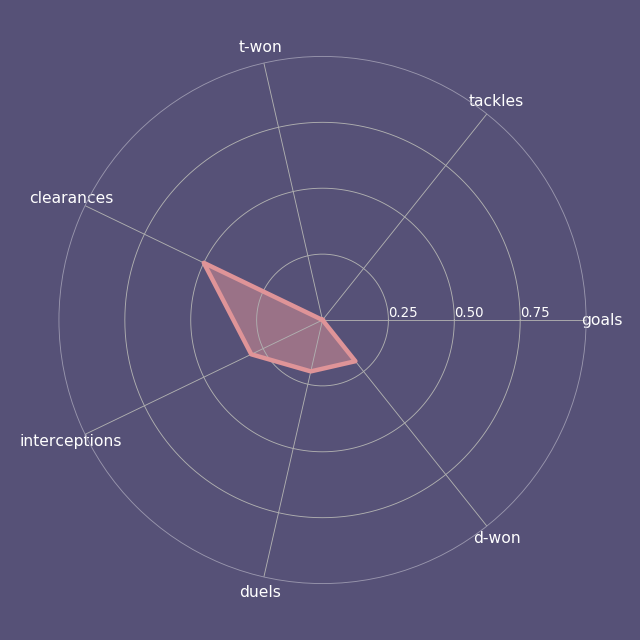 t-won
tackles
clearances
0.25 0.50 0.75
goals
interceptions
d-won
duels